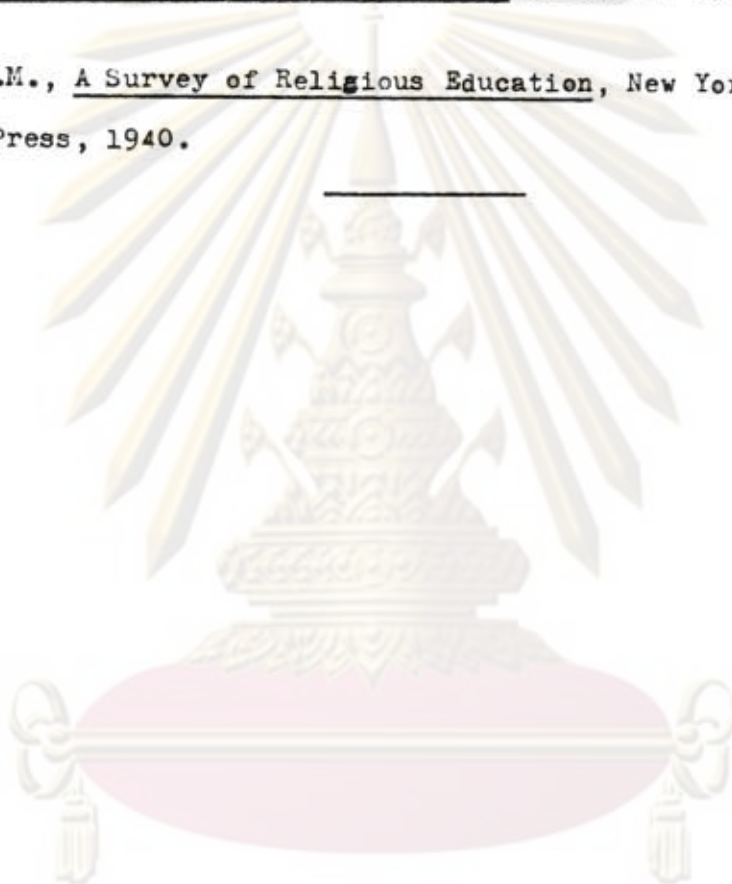 .M., A Survey of Religious Education, New Yor
Press, 1940.